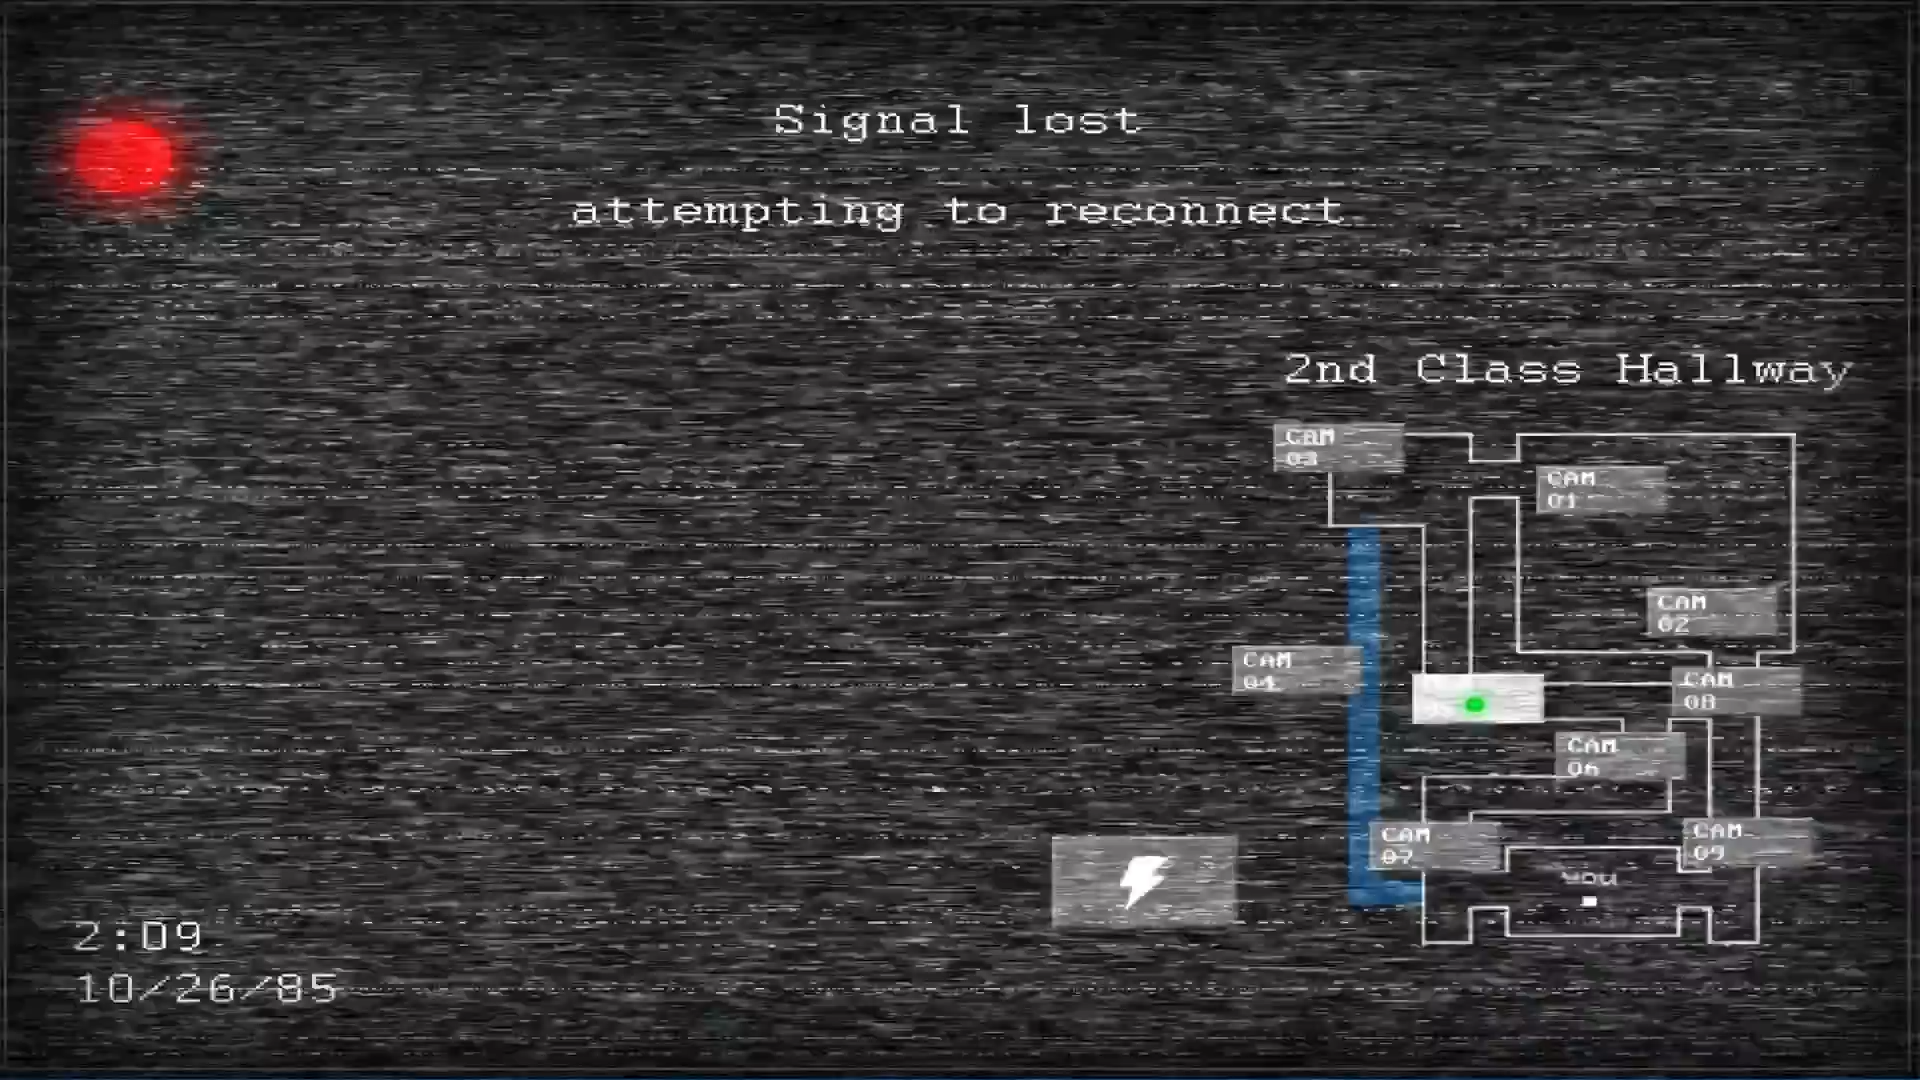 Signal lost
attempting to reconnect
2nd Class Hallway
CAM
03
CAM
01
CAM
02
CAM
04
CAM
08
CAM
06
CAM
07
CAM
09
YOU
2:09
10/26/85